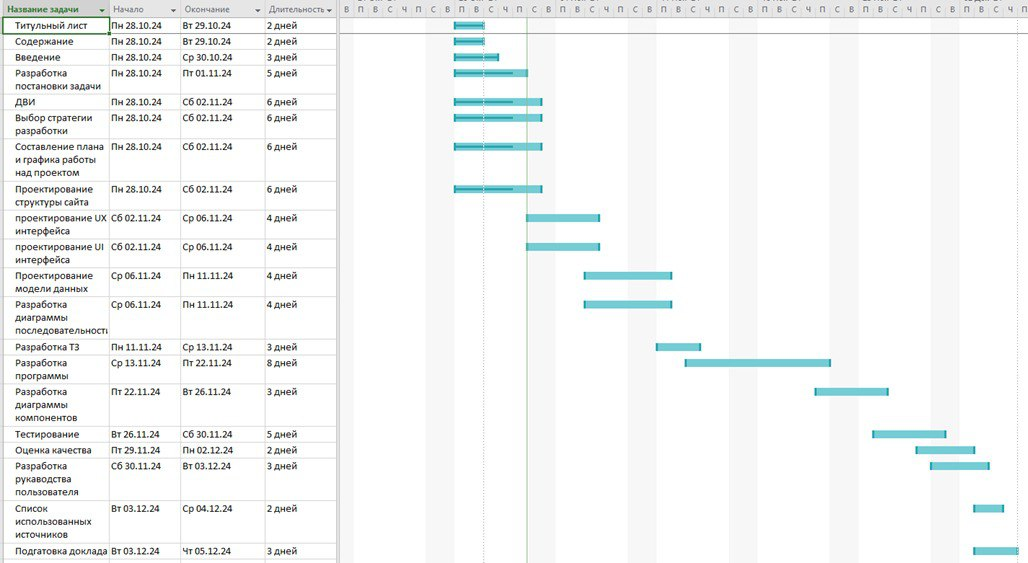 Название задачи Начало Окончание Длительность В П В С Ч П С В П В С Ч П С В П В С Ч П С В П В С Ч П С В П В С Ч П С В П В С Ч П С В П В С Ч П
Титульный лист Пн 28.10.24 Вт 29.10.24 2 дней
Содержание Пн 28.10.24 Вт 29.10.24 2 дней
Введение Пн 28.10.24 Ср 30.10.24 3 дней
Разработка Пн 28.10.24 Пт 01.11.24 5 дней
постановки задачи
ДВИ Пн 28.10.24 Сб 02.11.24 6 дней
Выбор стратегии Пн 28.10.24 Сб 02.11.24 6 дней
разработки
Составление плана Пн 28.10.24 Сб 02.11.24 6 дней
и графика работы
над проектом
Проектирование Пн 28.10.24 Сб 02.11.24 6 дней
структуры сайта
проектирование UX Сб 02.11.24 Ср 06.11.24 4 дней
интерфейса
проектирование UI Сб 02.11.24 Ср 06.11.24 4 дней
интерфейса
Проектирование Ср 06.11.24 Пн 11.11.24 4 дней
модели данных
Разработка Ср 06.11.24 Пн 11.11.24 4 дней
диаграммы
последовательности
Разработка ТЗ Пн 11.11.24 Ср 13.11.24 3 дней
Разработка Ср 13.11.24 Пт 22.11.24 8 дней
программы
Разработка Пт 22.11.24 Вт 26.11.24 3 дней
диаграммы
компонентов
Тестирование Вт 26.11.24 Сб 30.11.24 5 дней
Оценка качества Пт 29.11.24 Пн 02.12.24 2 дней
Разработка Сб 30.11.24 Вт 03.12.24 3 дней
рукаводства
пользователя
Список Вт 03.12.24 Ср 04.12.24 2 дней
использованных
источников
Подготовка доклада Вт 03.12.24 Чт 05.12.24 3 дней